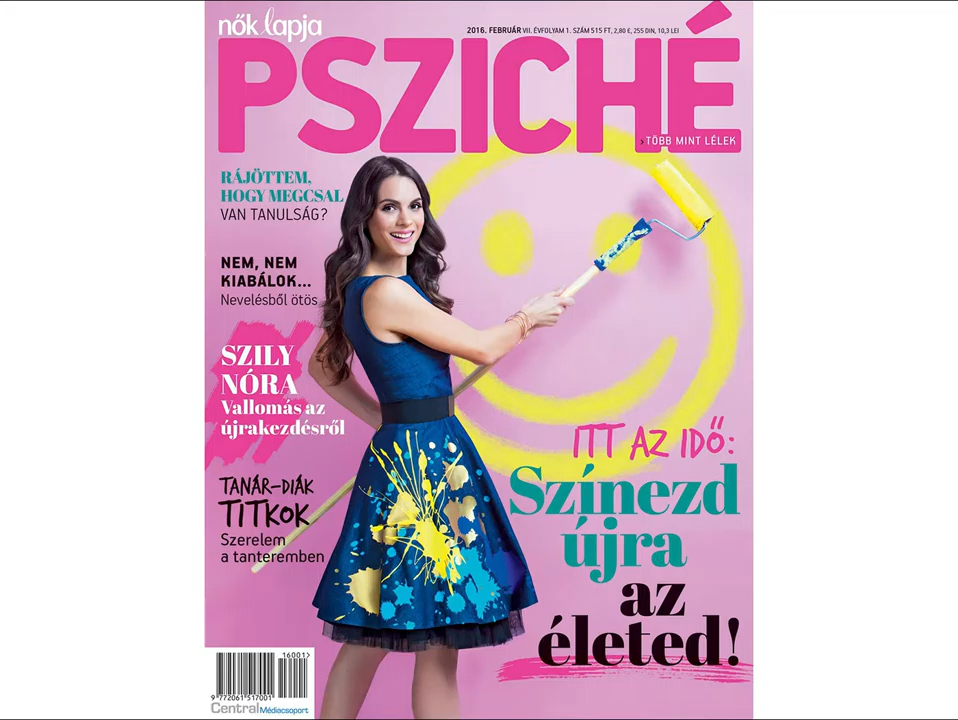 nők lapja
2016. FEBRUÁR VII. ÉVFOLYAM 1. SZÁM 515 FT, 2,80 €, 255 DIN, 10,3 LEI
PSZICHÉ
›TÖBB MINT LÉLEK
RÁJÖTTEM,
HOGY MEGCSAL
VAN TANULSÁG?
NEM, NEM
KIABÁLOK...
Nevelésből ötös
SZILY
NÓRA
Vallomás az
újrakezdésről
TANÁR-DIÁK
TITKOK
Szerelem
a tanteremben
ITT AZ IDŐ:
Színezd
újra
az
életed!
16001
9 772061 517001
Central Médiacsoport